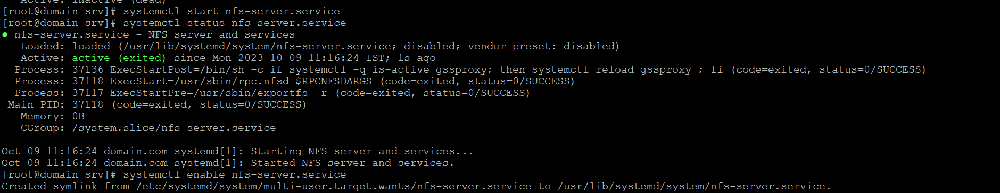 Active: inactive (dead)
[root@domain srv]# systemctl start nfs-server.service
[root@domain srv]# systemctl status nfs-server.service
● nfs-server.service - NFS server and services
   Loaded: loaded (/usr/lib/systemd/system/nfs-server.service; disabled; vendor preset: disabled)
   Active: active (exited) since Mon 2023-10-09 11:16:24 IST; 1s ago
  Process: 37136 ExecStartPost=/bin/sh -c if systemctl -q is-active gssproxy; then systemctl reload gssproxy ; fi (code=exited, status=0/SUCCESS)
  Process: 37118 ExecStart=/usr/sbin/rpc.nfsd $RPCNFSDARGS (code=exited, status=0/SUCCESS)
  Process: 37117 ExecStartPre=/usr/sbin/exportfs -r (code=exited, status=0/SUCCESS)
 Main PID: 37118 (code=exited, status=0/SUCCESS)
   Memory: 0B
   CGroup: /system.slice/nfs-server.service

Oct 09 11:16:24 domain.com systemd[1]: Starting NFS server and services...
Oct 09 11:16:24 domain.com systemd[1]: Started NFS server and services.
[root@domain srv]# systemctl enable nfs-server.service
Created symlink from /etc/systemd/system/multi-user.target.wants/nfs-server.service to /usr/lib/systemd/system/nfs-server.service.